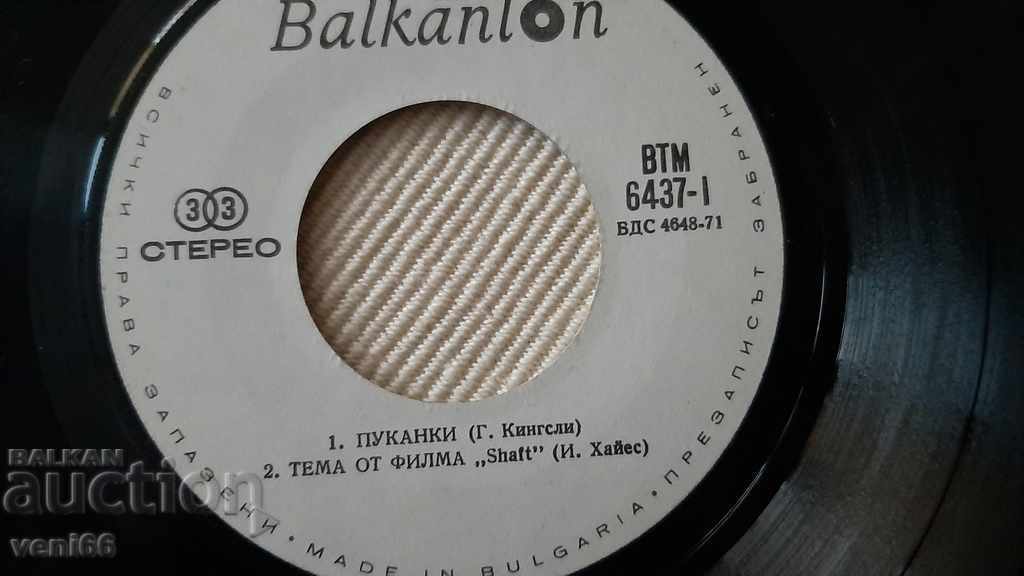 Balkanton
ВТМ
6437-I
БДС 4648-71
33
СТЕРЕО
1. ПУКАНКИ (Г. Кингсли)
2. ТЕМА ОТ ФИЛМА „Shaft” (И. Хайес)
ВСИЧКИ ПРАВА ЗАПАЗЕНИ • MADE IN BULGARIA • ПРЕЗАПИСЪТ ЗАБРАНЕН
BALKAN
auction
veni66